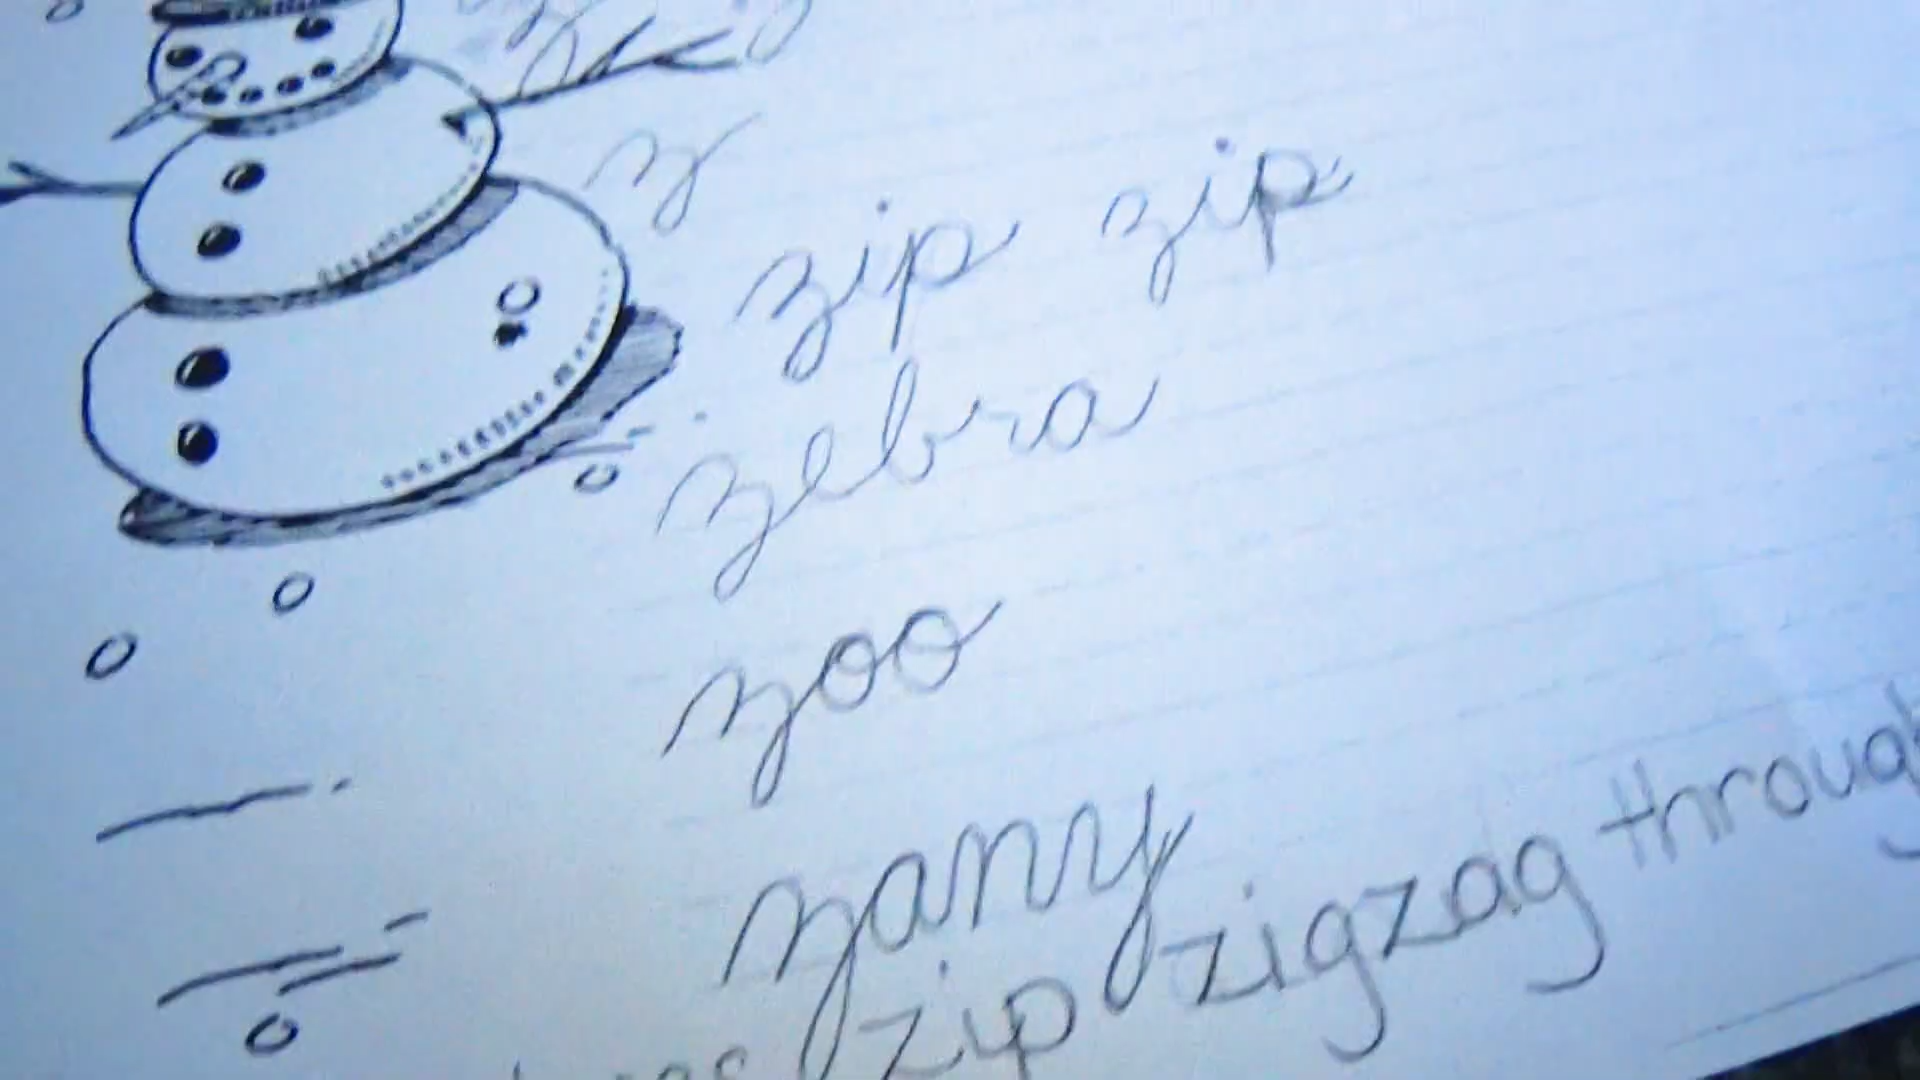 z
zip zip
zebra
zoo
zany
zip zigzag through